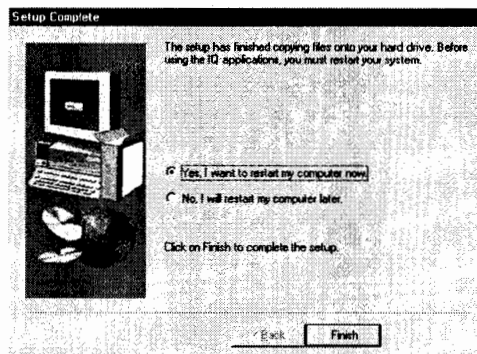 Setup Complete
The setup has finished copying files onto your hard drive. Before
using the IQ applications, you must restart your system.
Yes, I want to restart my computer now.
No, I will restart my computer later.
Click on Finish to complete the setup.
< Back Finish